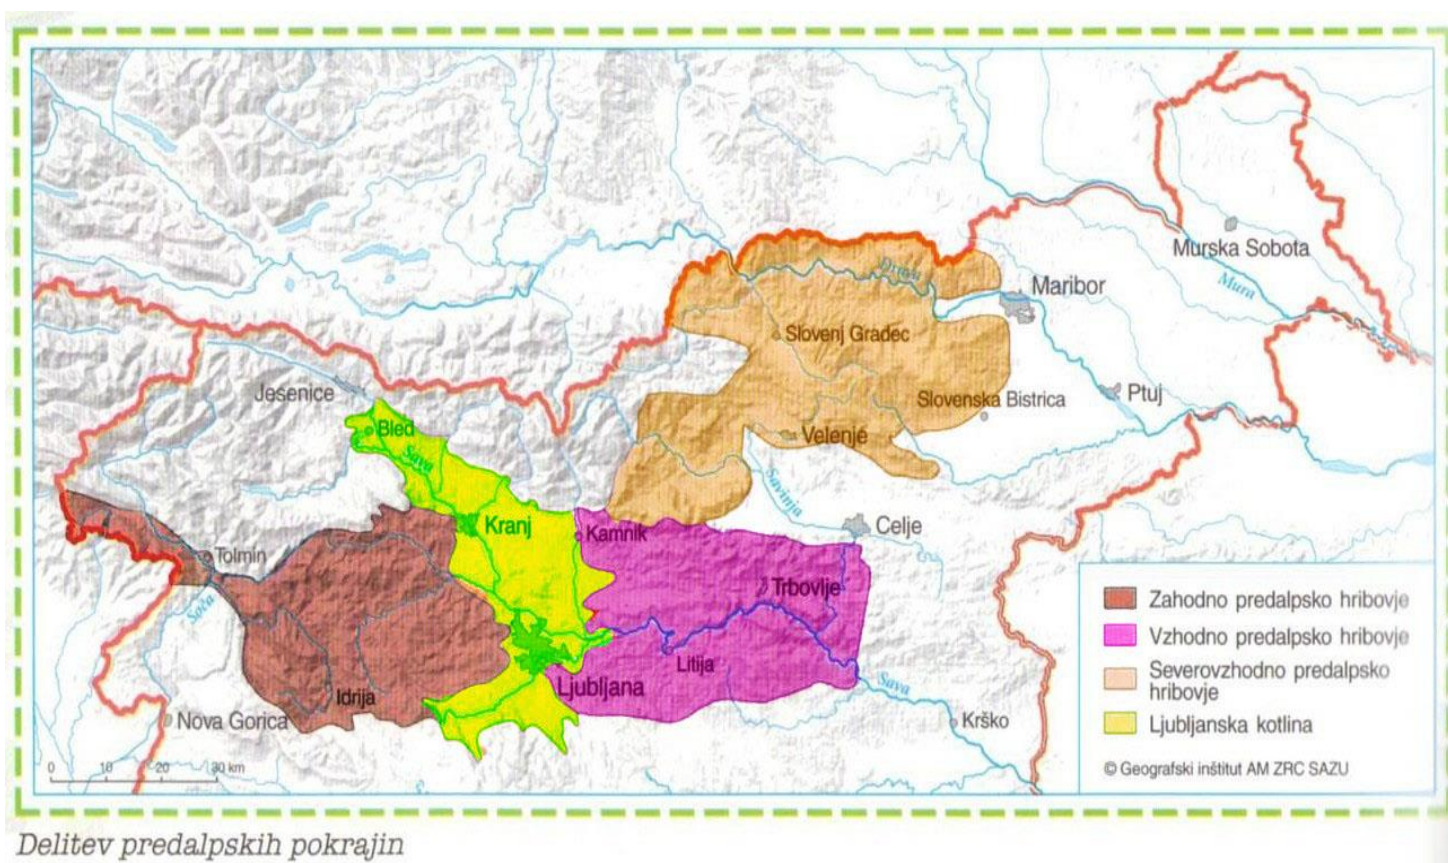 Murska Sobota
Mura
Drava
Maribor
Slovenj Gradec
Jesenice
Slovenska Bistrica
Ptuj
Bled
Velenje
Sava
Savinja
Kranj
Celje
Kamnik
Tolmin
Trbovlje
Soča
Litija
Ljubljana
Idrija
Sava
Nova Gorica
Krško
0 10 20 30 km
Zahodno predalpsko hribovje
Vzhodno predalpsko hribovje
Severovzhodno predalpsko
hribovje
Ljubljanska kotlina
© Geografski inštitut AM ZRC SAZU
Delitev predalpskih pokrajin